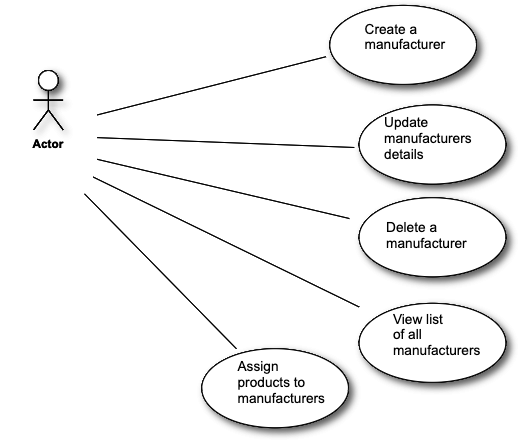 Create a
manufacturer
Actor
Update
manufacturers
details
Delete a
manufacturer
View list
of all
manufacturers
Assign
products to
manufacturers